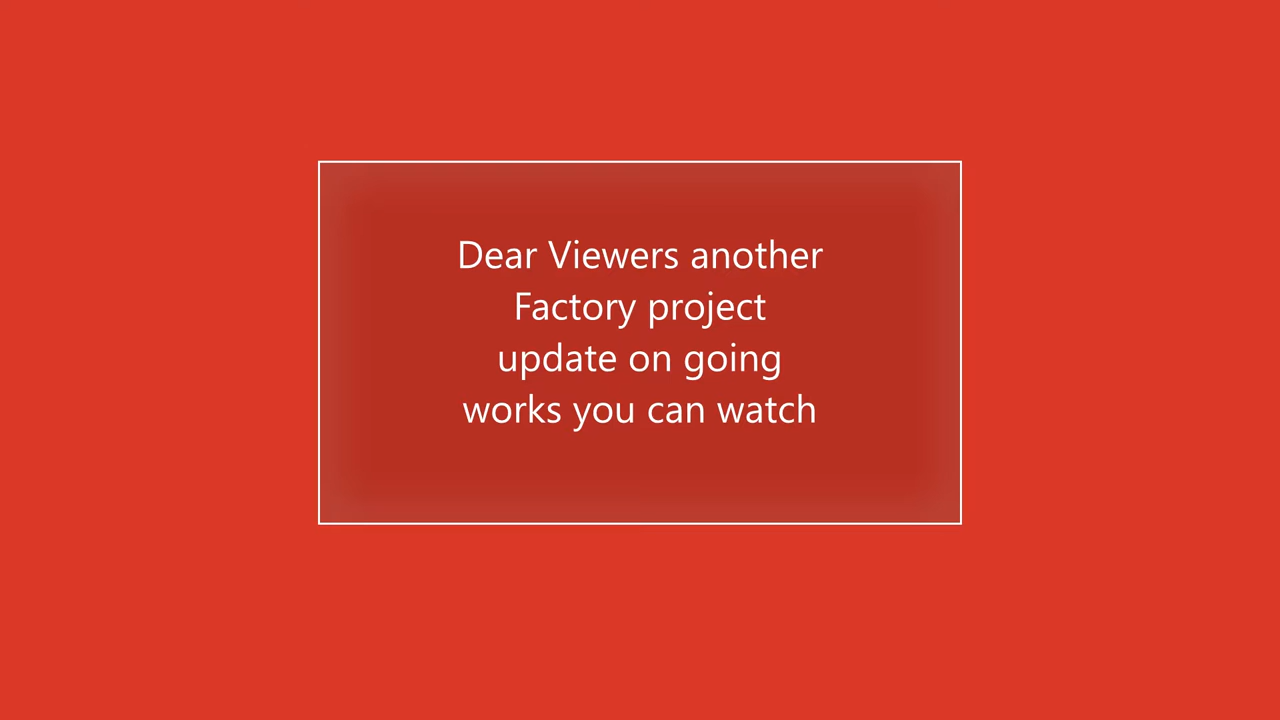 Dear Viewers another
Factory project
update on going
works you can watch